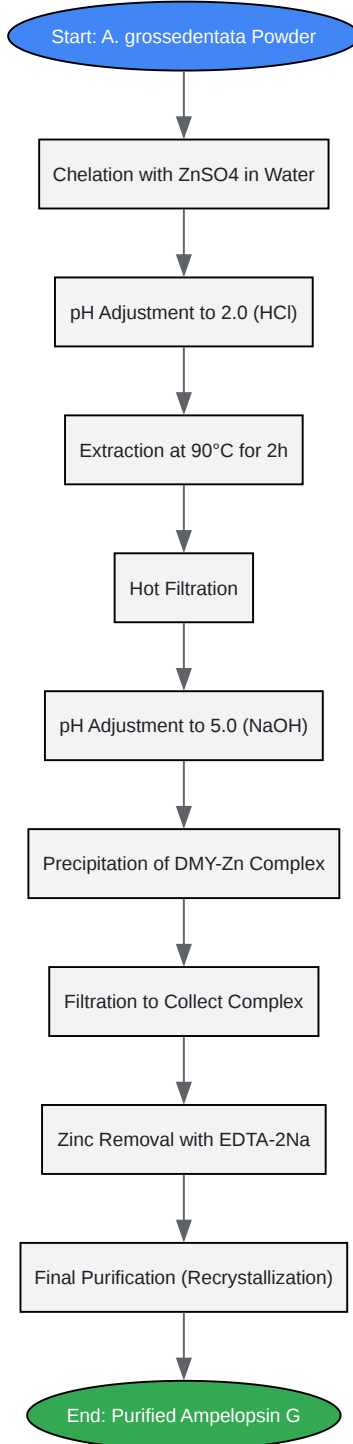 Start: A. grossedentata Powder
Chelation with ZnSO4 in Water
pH Adjustment to 2.0 (HCl)
Extraction at 90°C for 2h
Hot Filtration
pH Adjustment to 5.0 (NaOH)
Precipitation of DMY-Zn Complex
Filtration to Collect Complex
Zinc Removal with EDTA-2Na
Final Purification (Recrystallization)
End: Purified Ampelopsin G